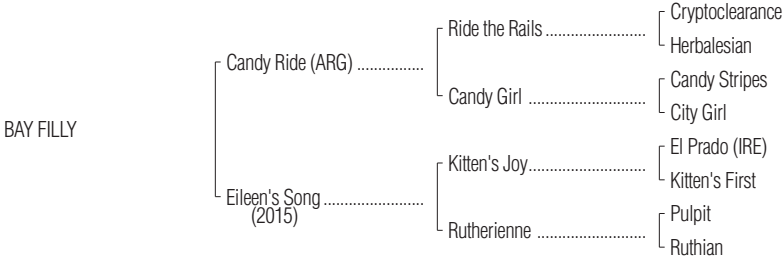 Cryptoclearance
Ride the Rails ........................
Herbalesian
Candy Ride (ARG) ................
Candy Stripes
Candy Girl ............................
City Girl
BAY FILLY
El Prado (IRE)
Kitten's Joy............................
Kitten's First
Eileen's Song ........................
(2015)
Pulpit
Rutherienne ..........................
Ruthian